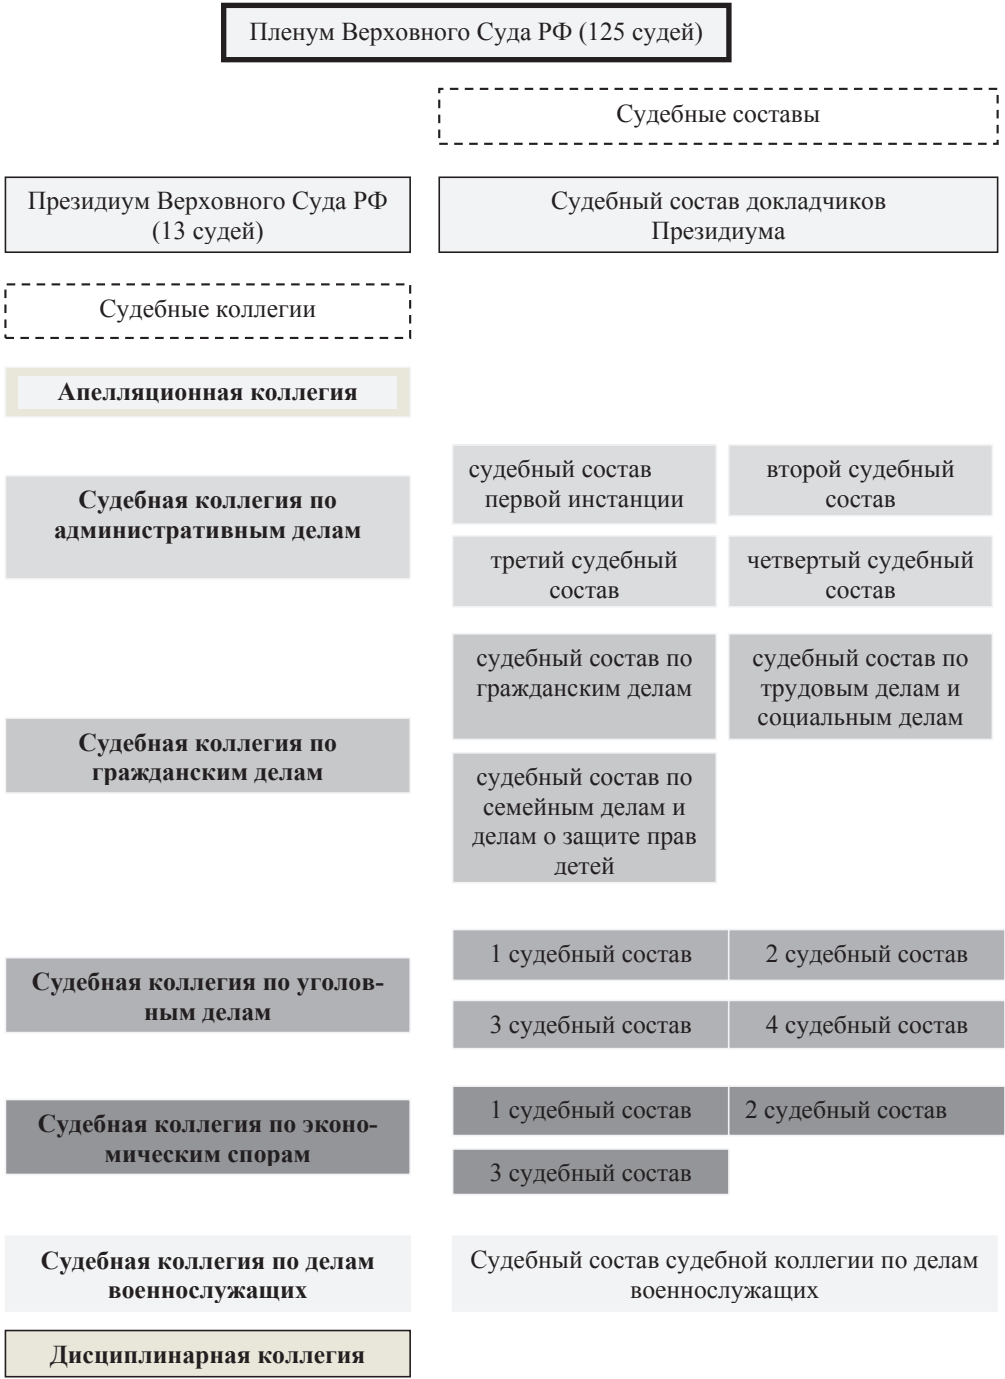 Пленум Верховного Суда РФ (125 судей)
Судебные составы
Президиум Верховного Суда РФ
(13 судей)
Судебный состав докладчиков
Президиума
Судебные коллегии
Апелляционная коллегия
Судебная коллегия по
административным делам
судебный состав
первой инстанции
второй судебный
состав
третий судебный
состав
четвертый судебный
состав
Судебная коллегия по
гражданским делам
судебный состав по
гражданским делам
судебный состав по
трудовым делам и
социальным делам
судебный состав по
семейным делам и
делам о защите прав
детей
Судебная коллегия по уголов-
ным делам
1 судебный состав
2 судебный состав
3 судебный состав
4 судебный состав
Судебная коллегия по эконо-
мическим спорам
1 судебный состав
2 судебный состав
3 судебный состав
Судебная коллегия по делам
военнослужащих
Судебный состав судебной коллегии по делам
военнослужащих
Дисциплинарная коллегия